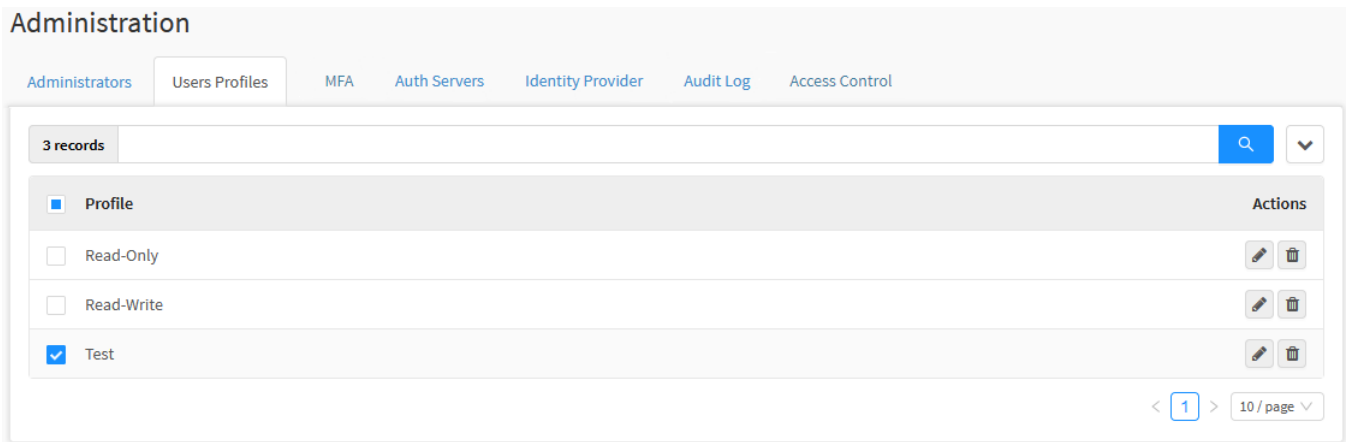 Administration
Administrators Users Profiles MFA Auth Servers Identity Provider Audit Log Access Control
3 records
Profile Actions
Read-Only
Read-Write
Test
< 1 > 10 / page